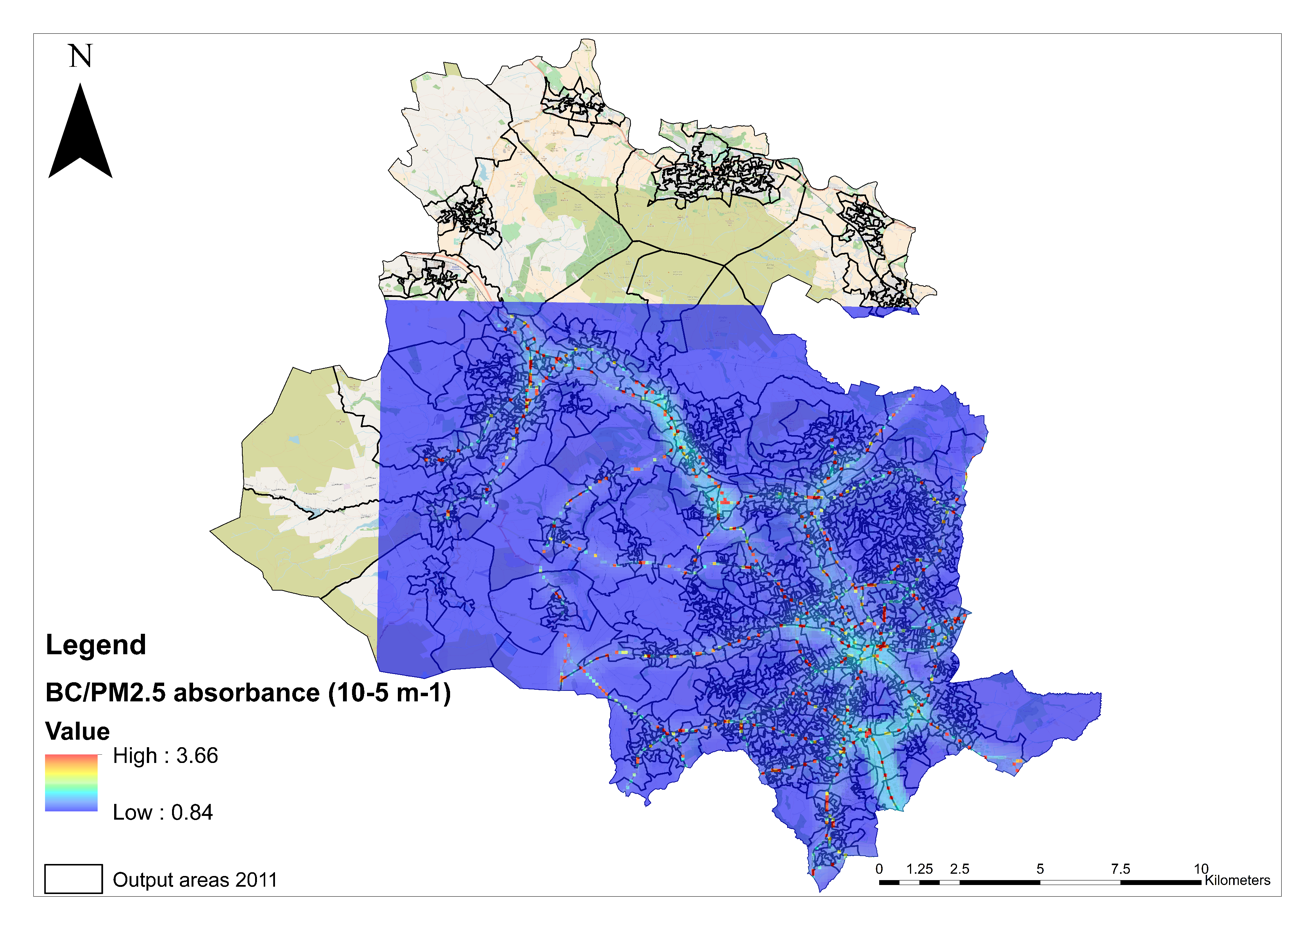 N
Legend
BC/PM2.5 absorbance (10-5 m-1)
Value
High : 3.66
Low : 0.84
Output areas 2011
0 1.25 2.5 5 7.5 10
Kilometers